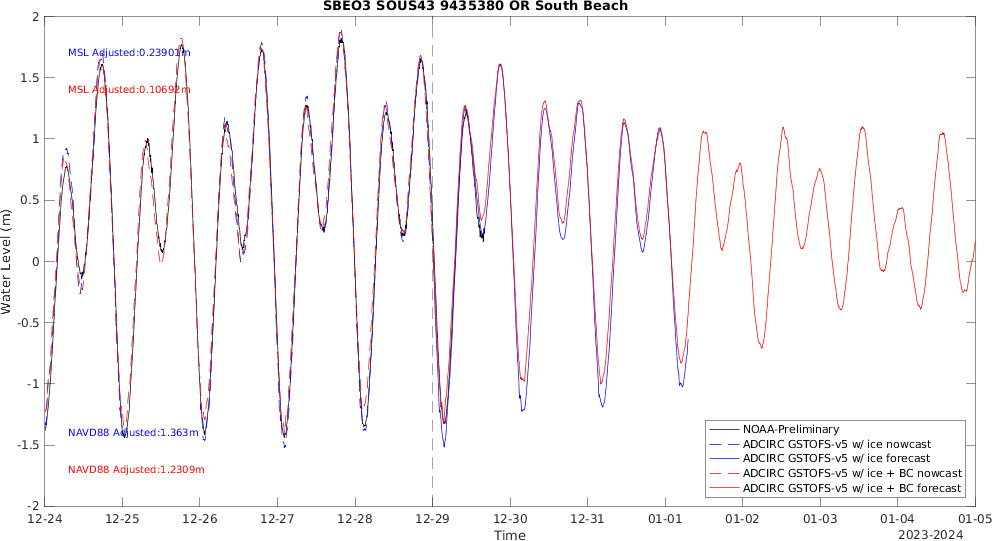 SBEO3 SOUS43 9435380 OR South Beach
2
1.5
1
0.5
0
-0.5
-1
-1.5
-2
Water Level (m)
MSL Adjusted:0.23901m
MSL Adjusted:0.10692m
NAVD88 Adjusted:1.363m
NAVD88 Adjusted:1.2309m
NOAA-Preliminary
ADCIRC GSTOFS-v5 w/ ice nowcast
ADCIRC GSTOFS-v5 w/ ice forecast
ADCIRC GSTOFS-v5 w/ ice + BC nowcast
ADCIRC GSTOFS-v5 w/ ice + BC forecast
12-24 12-25 12-26 12-27 12-28 12-29 12-30 12-31 01-01 01-02 01-03 01-04 01-05
Time
2023-2024